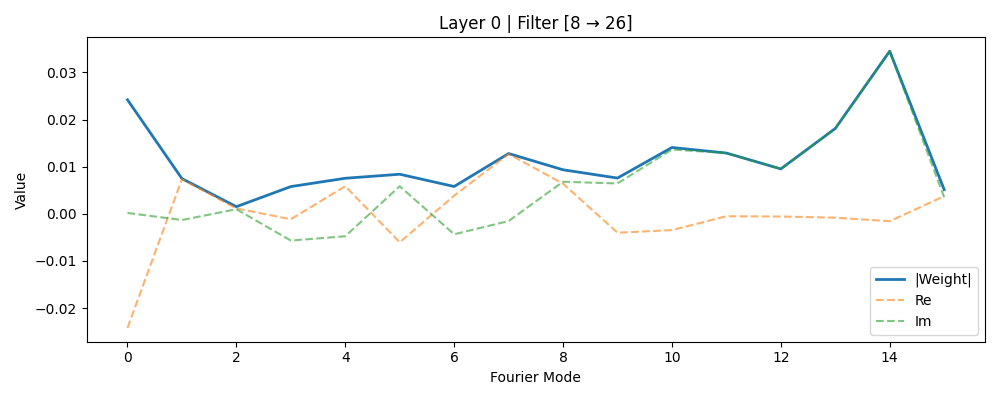 Layer 0 | Filter [8 → 26]
Value
0.03
0.02
0.01
0.00
−0.01
−0.02
0 2 4 6 8 10 12 14
Fourier Mode
|Weight|
Re
Im